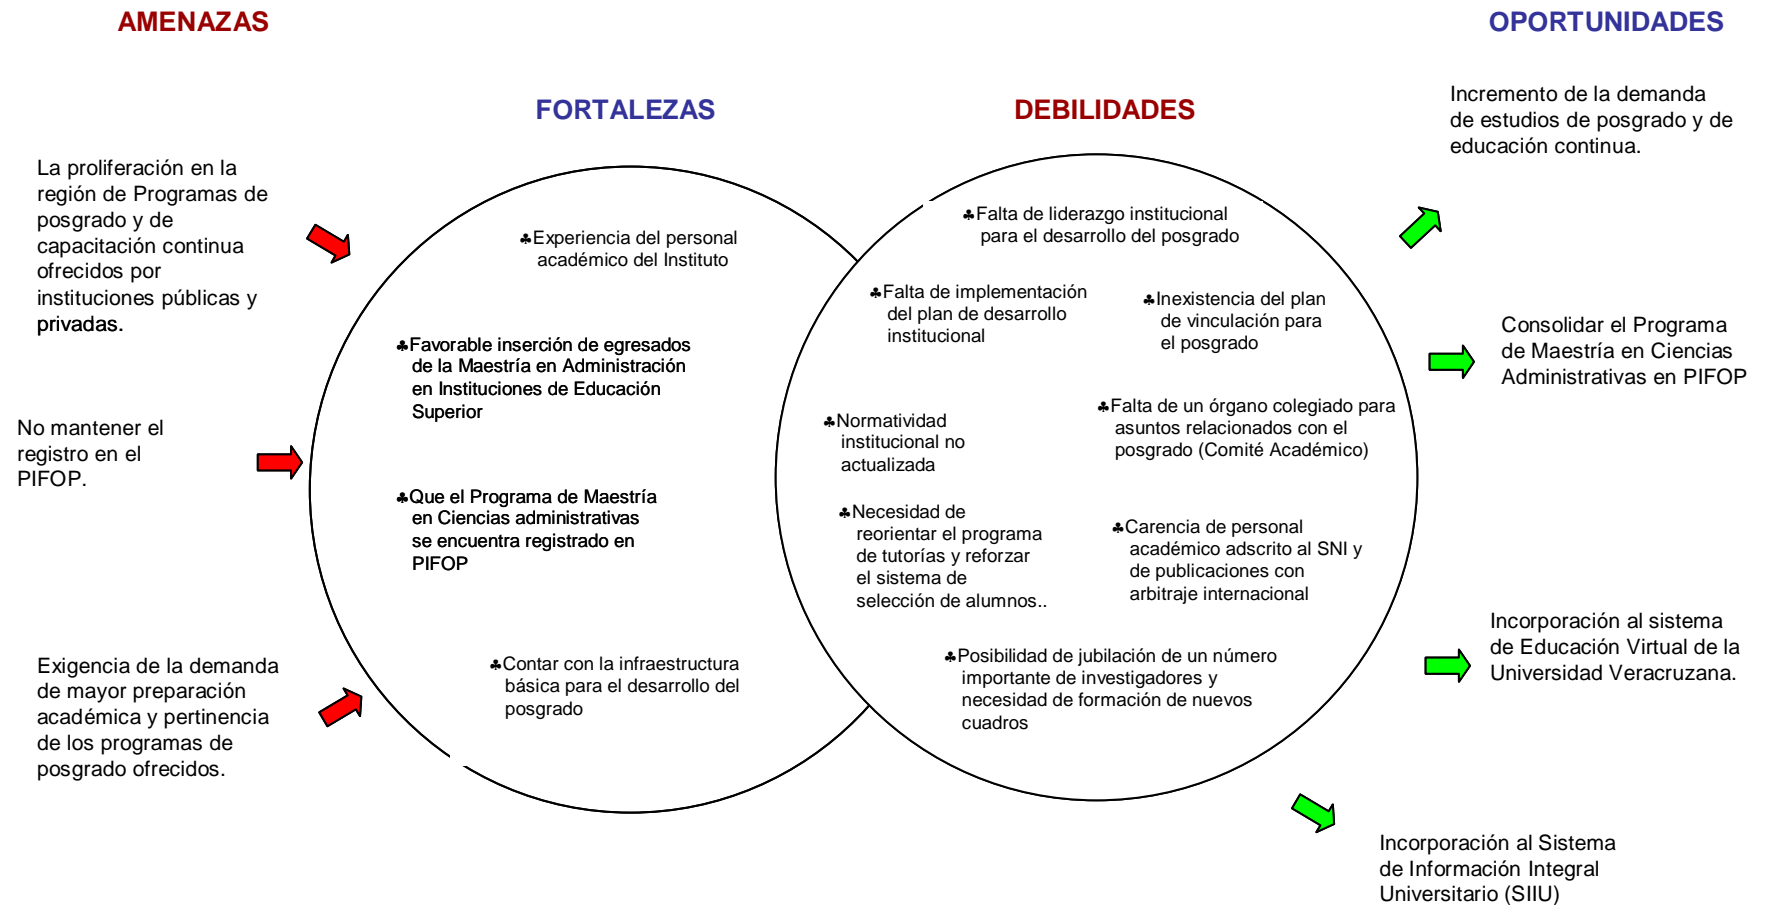 AMENAZAS
OPORTUNIDADES
FORTALEZAS
DEBILIDADES
La proliferación en la
región de Programas de
posgrado y de
capacitación continua
ofrecidos por
instituciones públicas y
privadas.
No mantener el
registro en el
PIFOP.
Exigencia de la demanda
de mayor preparación
académica y pertinencia
de los programas de
posgrado ofrecidos.
♣Experiencia del personal
académico del Instituto
♣Favorable inserción de egresados
de la Maestría en Administración
en Instituciones de Educación
Superior
♣Que el Programa de Maestría
en Ciencias administrativas
se encuentra registrado en
PIFOP
♣Contar con la infraestructura
básica para el desarrollo del
posgrado
♣Falta de liderazgo institucional
para el desarrollo del posgrado
♣Falta de implementación
del plan de desarrollo
institucional
♣Inexistencia del plan
de vinculación para
el posgrado
♣Normatividad
institucional no
actualizada
♣Falta de un órgano colegiado para
asuntos relacionados con el
posgrado (Comité Académico)
♣Necesidad de
reorientar el programa
de tutorías y reforzar
el sistema de
selección de alumnos..
♣Carencia de personal
académico adscrito al SNI y
de publicaciones con
arbitraje internacional
♣Posibilidad de jubilación de un número
importante de investigadores y
necesidad de formación de nuevos
cuadros
Incremento de la demanda
de estudios de posgrado y de
educación continua.
Consolidar el Programa
de Maestría en Ciencias
Administrativas en PIFOP
Incorporación al sistema
de Educación Virtual de la
Universidad Veracruzana.
Incorporación al Sistema
de Información Integral
Universitario (SIIU)